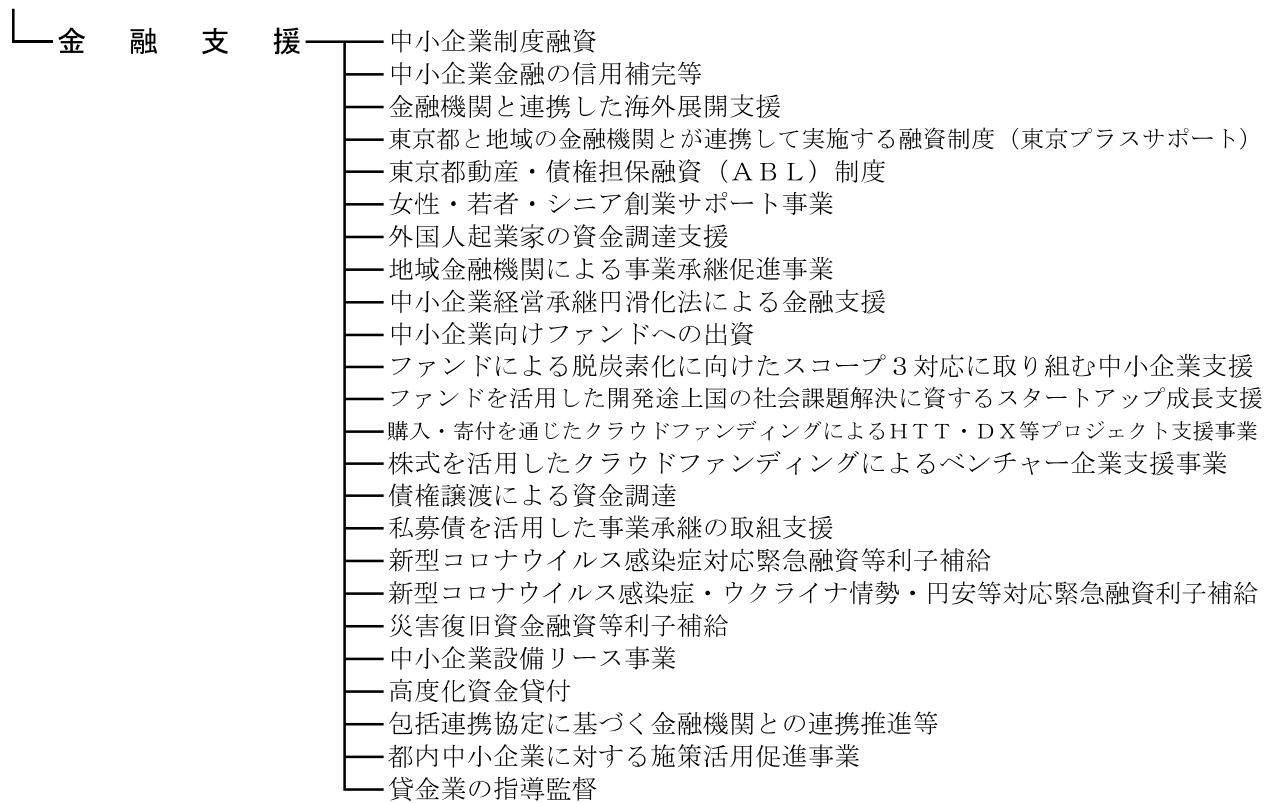 金融支援
中小企業制度融資
中小企業金融の信用補完等
金融機関と連携した海外展開支援
東京都と地域の金融機関とが連携して実施する融資制度（東京プラスサポート）
東京都動産・債権担保融資（ＡＢＬ）制度
女性・若者・シニア創業サポート事業
外国人起業家の資金調達支援
地域金融機関による事業承継促進事業
中小企業経営承継円滑化法による金融支援
中小企業向けファンドへの出資
ファンドによる脱炭素化に向けたスコープ３対応に取り組む中小企業支援
ファンドを活用した開発途上国の社会課題解決に資するスタートアップ成長支援
購入・寄付を通じたクラウドファンディングによるＨＴＴ・ＤＸ等プロジェクト支援事業
株式を活用したクラウドファンディングによるベンチャー企業支援事業
債権譲渡による資金調達
私募債を活用した事業承継の取組支援
新型コロナウイルス感染症対応緊急融資等利子補給
新型コロナウイルス感染症・ウクライナ情勢・円安等対応緊急融資利子補給
災害復旧資金融資等利子補給
中小企業設備リース事業
高度化資金貸付
包括連携協定に基づく金融機関との連携推進等
都内中小企業に対する施策活用促進事業
貸金業の指導監督